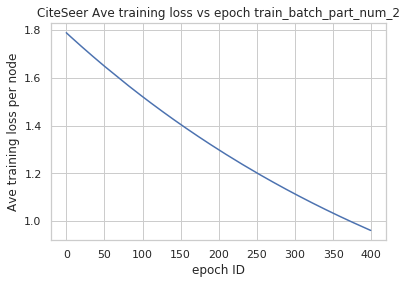 CiteSeer Ave training loss vs epoch train_batch_part_num_2
1.8
1.6
1.4
1.2
1.0
Ave training loss per node
0 50 100 150 200 250 300 350 400
epoch ID